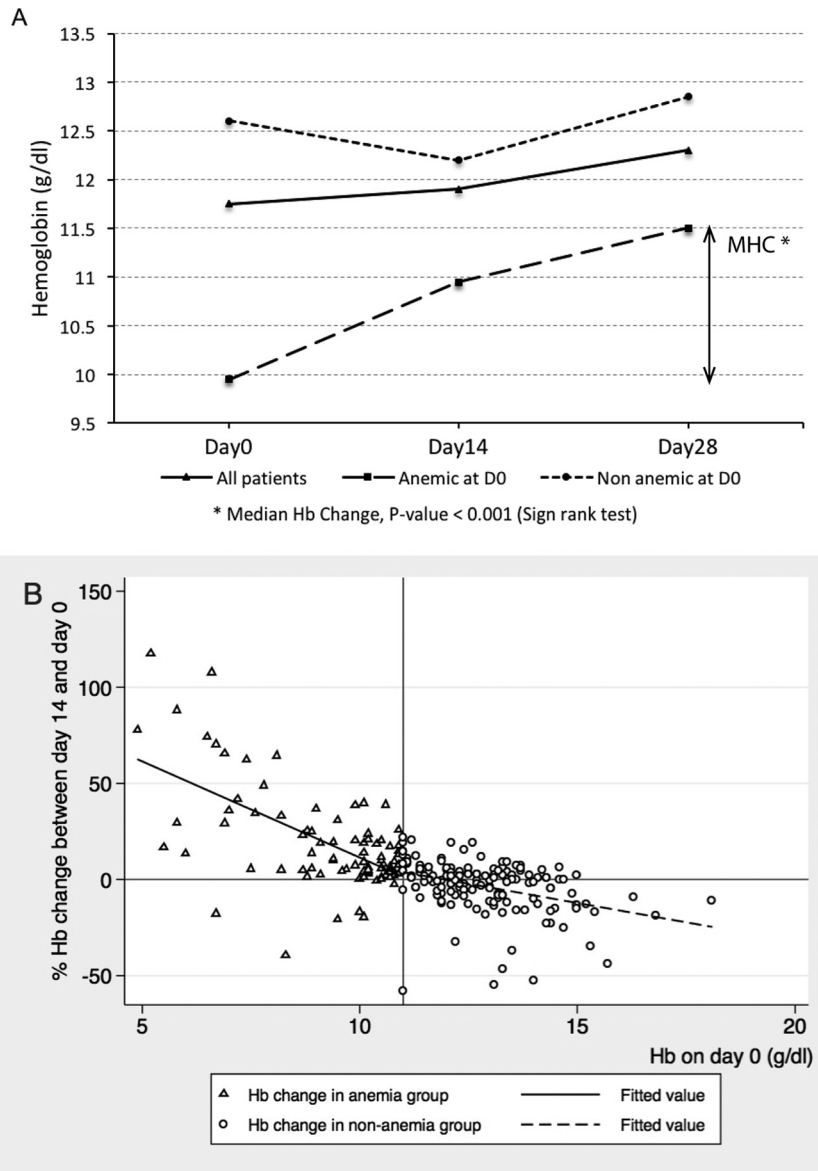 A
13.5
13
12.5
12
11.5
11
10.5
10
9.5
Hemoglobin (g/dl)
MHC *
Day0 Day14 Day28
All patients Anemic at D0 Non anemic at D0
* Median Hb Change, P-value < 0.001 (Sign rank test)
B
% Hb change between day 14 and day 0
150
100
50
0
-50
5 10 15 20
Hb on day 0 (g/dl)
Hb change in anemia group Fitted value
Hb change in non-anemia group Fitted value